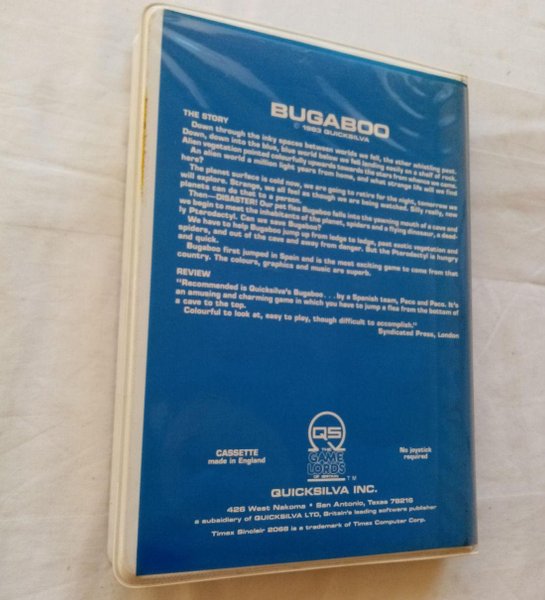 BUGABOO
© 1983 QUICKSILVA
THE STORY
Down through the inky spaces between worlds we fell, the ether whistling past.
Down, down into the blue, blue world below we fell landing easily on a shelf of rock.
Alien vegetation pointed colourfully upwards towards the stars from whence we came.
An alien world a million light years from home, and what strange life will we find
here?
The planet surface is cold now, we are going to retire for the night, tomorrow we
will explore. Strange, we all feel as though we are being watched. Silly really, new
planets can do that to a person.
Then—DISASTER! Our pet flea Bugaboo falls into the yawning mouth of a cave and
we begin to meet the inhabitants of the planet, spiders and a flying dinosaur, a dead-
ly Pterodactyl. Can we save Bugaboo?
We have to help Bugaboo jump up from ledge to ledge, past exotic vegetation and
spiders, and out of the cave and away from danger. But the Pterodactyl is hungry
and quick.
Bugaboo first jumped in Spain and is the most exciting game to come from that
country. The colours, graphics and music are superb.
REVIEW
"Recommended is Quicksilva's Bugaboo . . . by a Spanish team, Paco and Paco. It's
an amusing and charming game in which you have to jump a flea from the bottom of
a cave to the top.
Colourful to look at, easy to play, though difficult to accomplish."
Syndicated Press, London
CASSETTE
made in England
QS
THE
GAME
LORDS
OF BRITAIN
TM
No joystick
required
QUICKSILVA INC.
426 West Nakoma • San Antonio, Texas 78216
a subsidiary of QUICKSILVA LTD, Britain's leading software publisher
Timex Sinclair 2068 is a trademark of Timex Computer Corp.